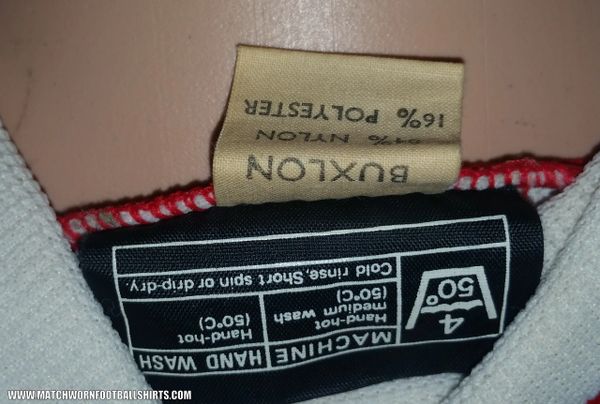 BUXLON
84% NYLON
16% POLYESTER
4
50°
MACHINE
Hand-hot
medium wash
(50°C)
HAND WASH
Hand-hot
(50°C)
Cold rinse.Short spin or drip-dry.
WWW.MATCHWORNFOOTBALLSHIRTS.COM